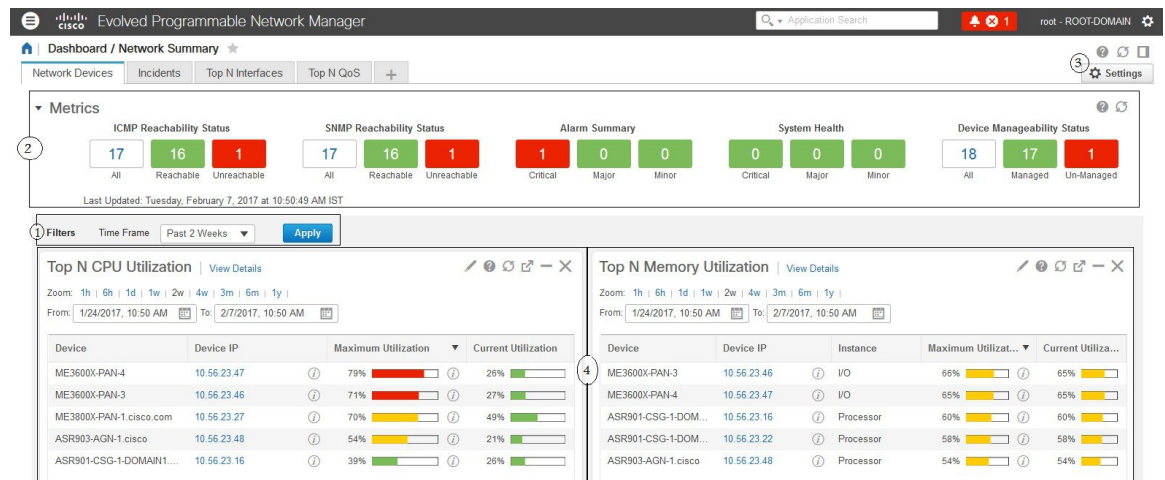 cisco Evolved Programmable Network Manager Application Search 1 root - ROOT-DOMAIN
Dashboard / Network Summary
Network Devices Incidents Top N Interfaces Top N QoS + 3 Settings
Metrics
ICMP Reachability Status SNMP Reachability Status Alarm Summary System Health Device Manageability Status
2 17 16 1 17 16 1 1 0 0 0 0 0 18 17 1
All Reachable Unreachable All Reachable Unreachable Critical Major Minor Critical Major Minor All Managed Un-Managed
Last Updated: Tuesday, February 7, 2017 at 10:50:49 AM IST
1 Filters Time Frame Past 2 Weeks Apply
Top N CPU Utilization | View Details
Zoom: 1h | 6h | 1d | 1w | 2w | 4w | 3m | 6m | 1y |
From: 1/24/2017, 10:50 AM To: 2/7/2017, 10:50 AM
Device Device IP Maximum Utilization Current Utilization
ME3600X-PAN-4 10.56.23.47 79% 26%
ME3600X-PAN-3 10.56.23.46 71% 27%
ME3800X-PAN-1.cisco.com 10.56.23.27 70% 49%
ASR903-AGN-1.cisco 10.56.23.48 54% 21%
ASR901-CSG-1-DOMAIN1.... 10.56.23.16 39% 26%
4
Top N Memory Utilization | View Details
Zoom: 1h | 6h | 1d | 1w | 2w | 4w | 3m | 6m | 1y |
From: 1/24/2017, 10:50 AM To: 2/7/2017, 10:50 AM
Device Device IP Instance Maximum Utilizat... Current Utiliza...
ME3600X-PAN-3 10.56.23.46 I/O 66% 65%
ME3600X-PAN-4 10.56.23.47 I/O 65% 65%
ASR901-CSG-1-DOM... 10.56.23.16 Processor 60% 60%
ASR901-CSG-1-DOM... 10.56.23.22 Processor 58% 58%
ASR903-AGN-1.cisco 10.56.23.48 Processor 54% 54%